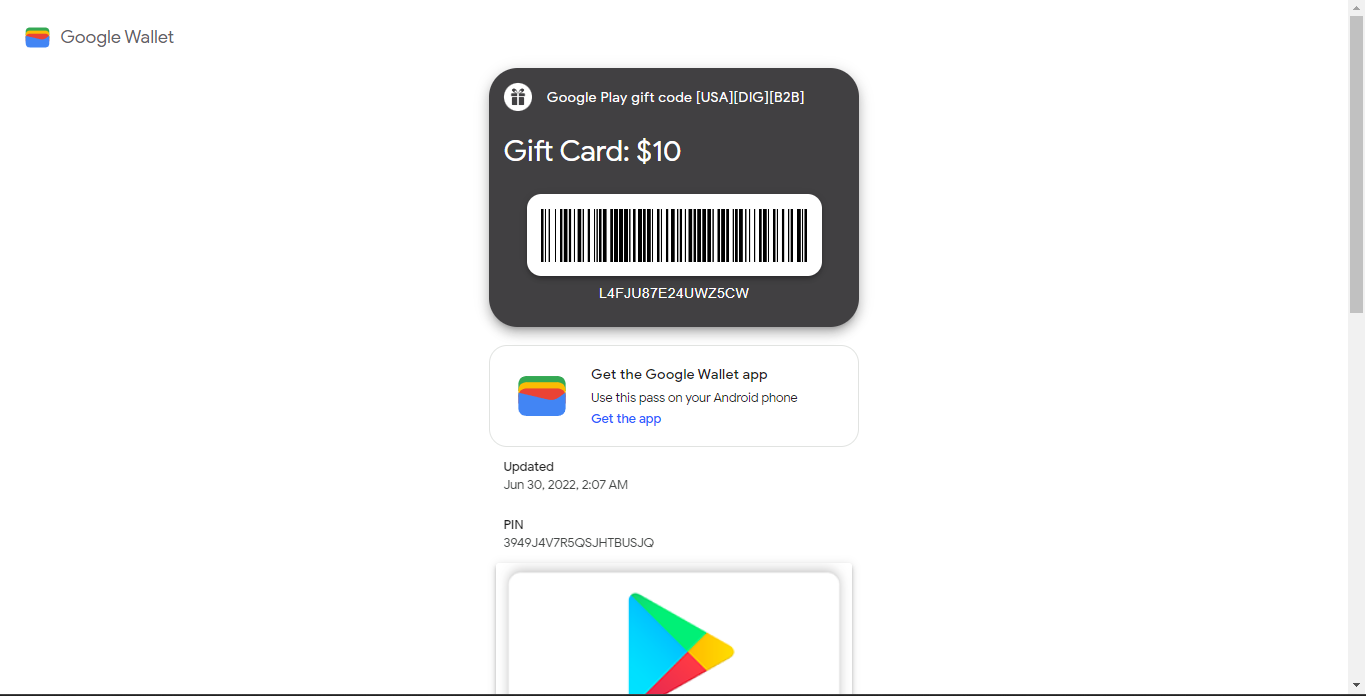 Google Wallet
Google Play gift code [USA][DIG][B2B]
Gift Card: $10
L4FJU87E24UWZ5CW
Get the Google Wallet app
Use this pass on your Android phone
Get the app
Updated
Jun 30, 2022, 2:07 AM
PIN
3949J4V7R5QSJHTBUSJQ